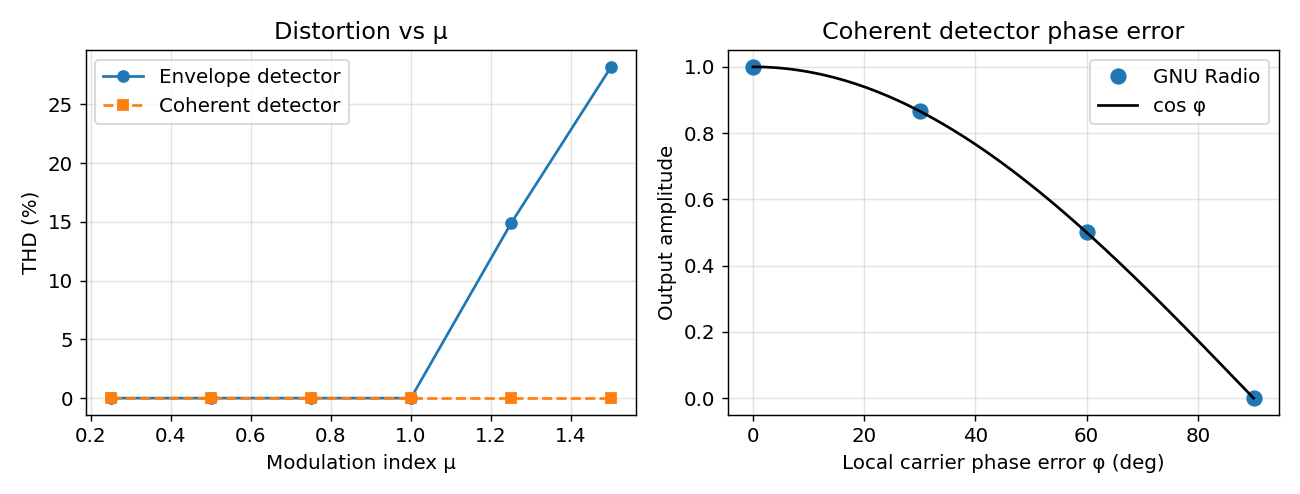 Distortion vs μ
Envelope detector
Coherent detector
THD (%)
25
20
15
10
5
0
0.2 0.4 0.6 0.8 1.0 1.2 1.4
Modulation index μ
Coherent detector phase error
GNU Radio
cos φ
Output amplitude
1.0
0.8
0.6
0.4
0.2
0.0
0 20 40 60 80
Local carrier phase error φ (deg)